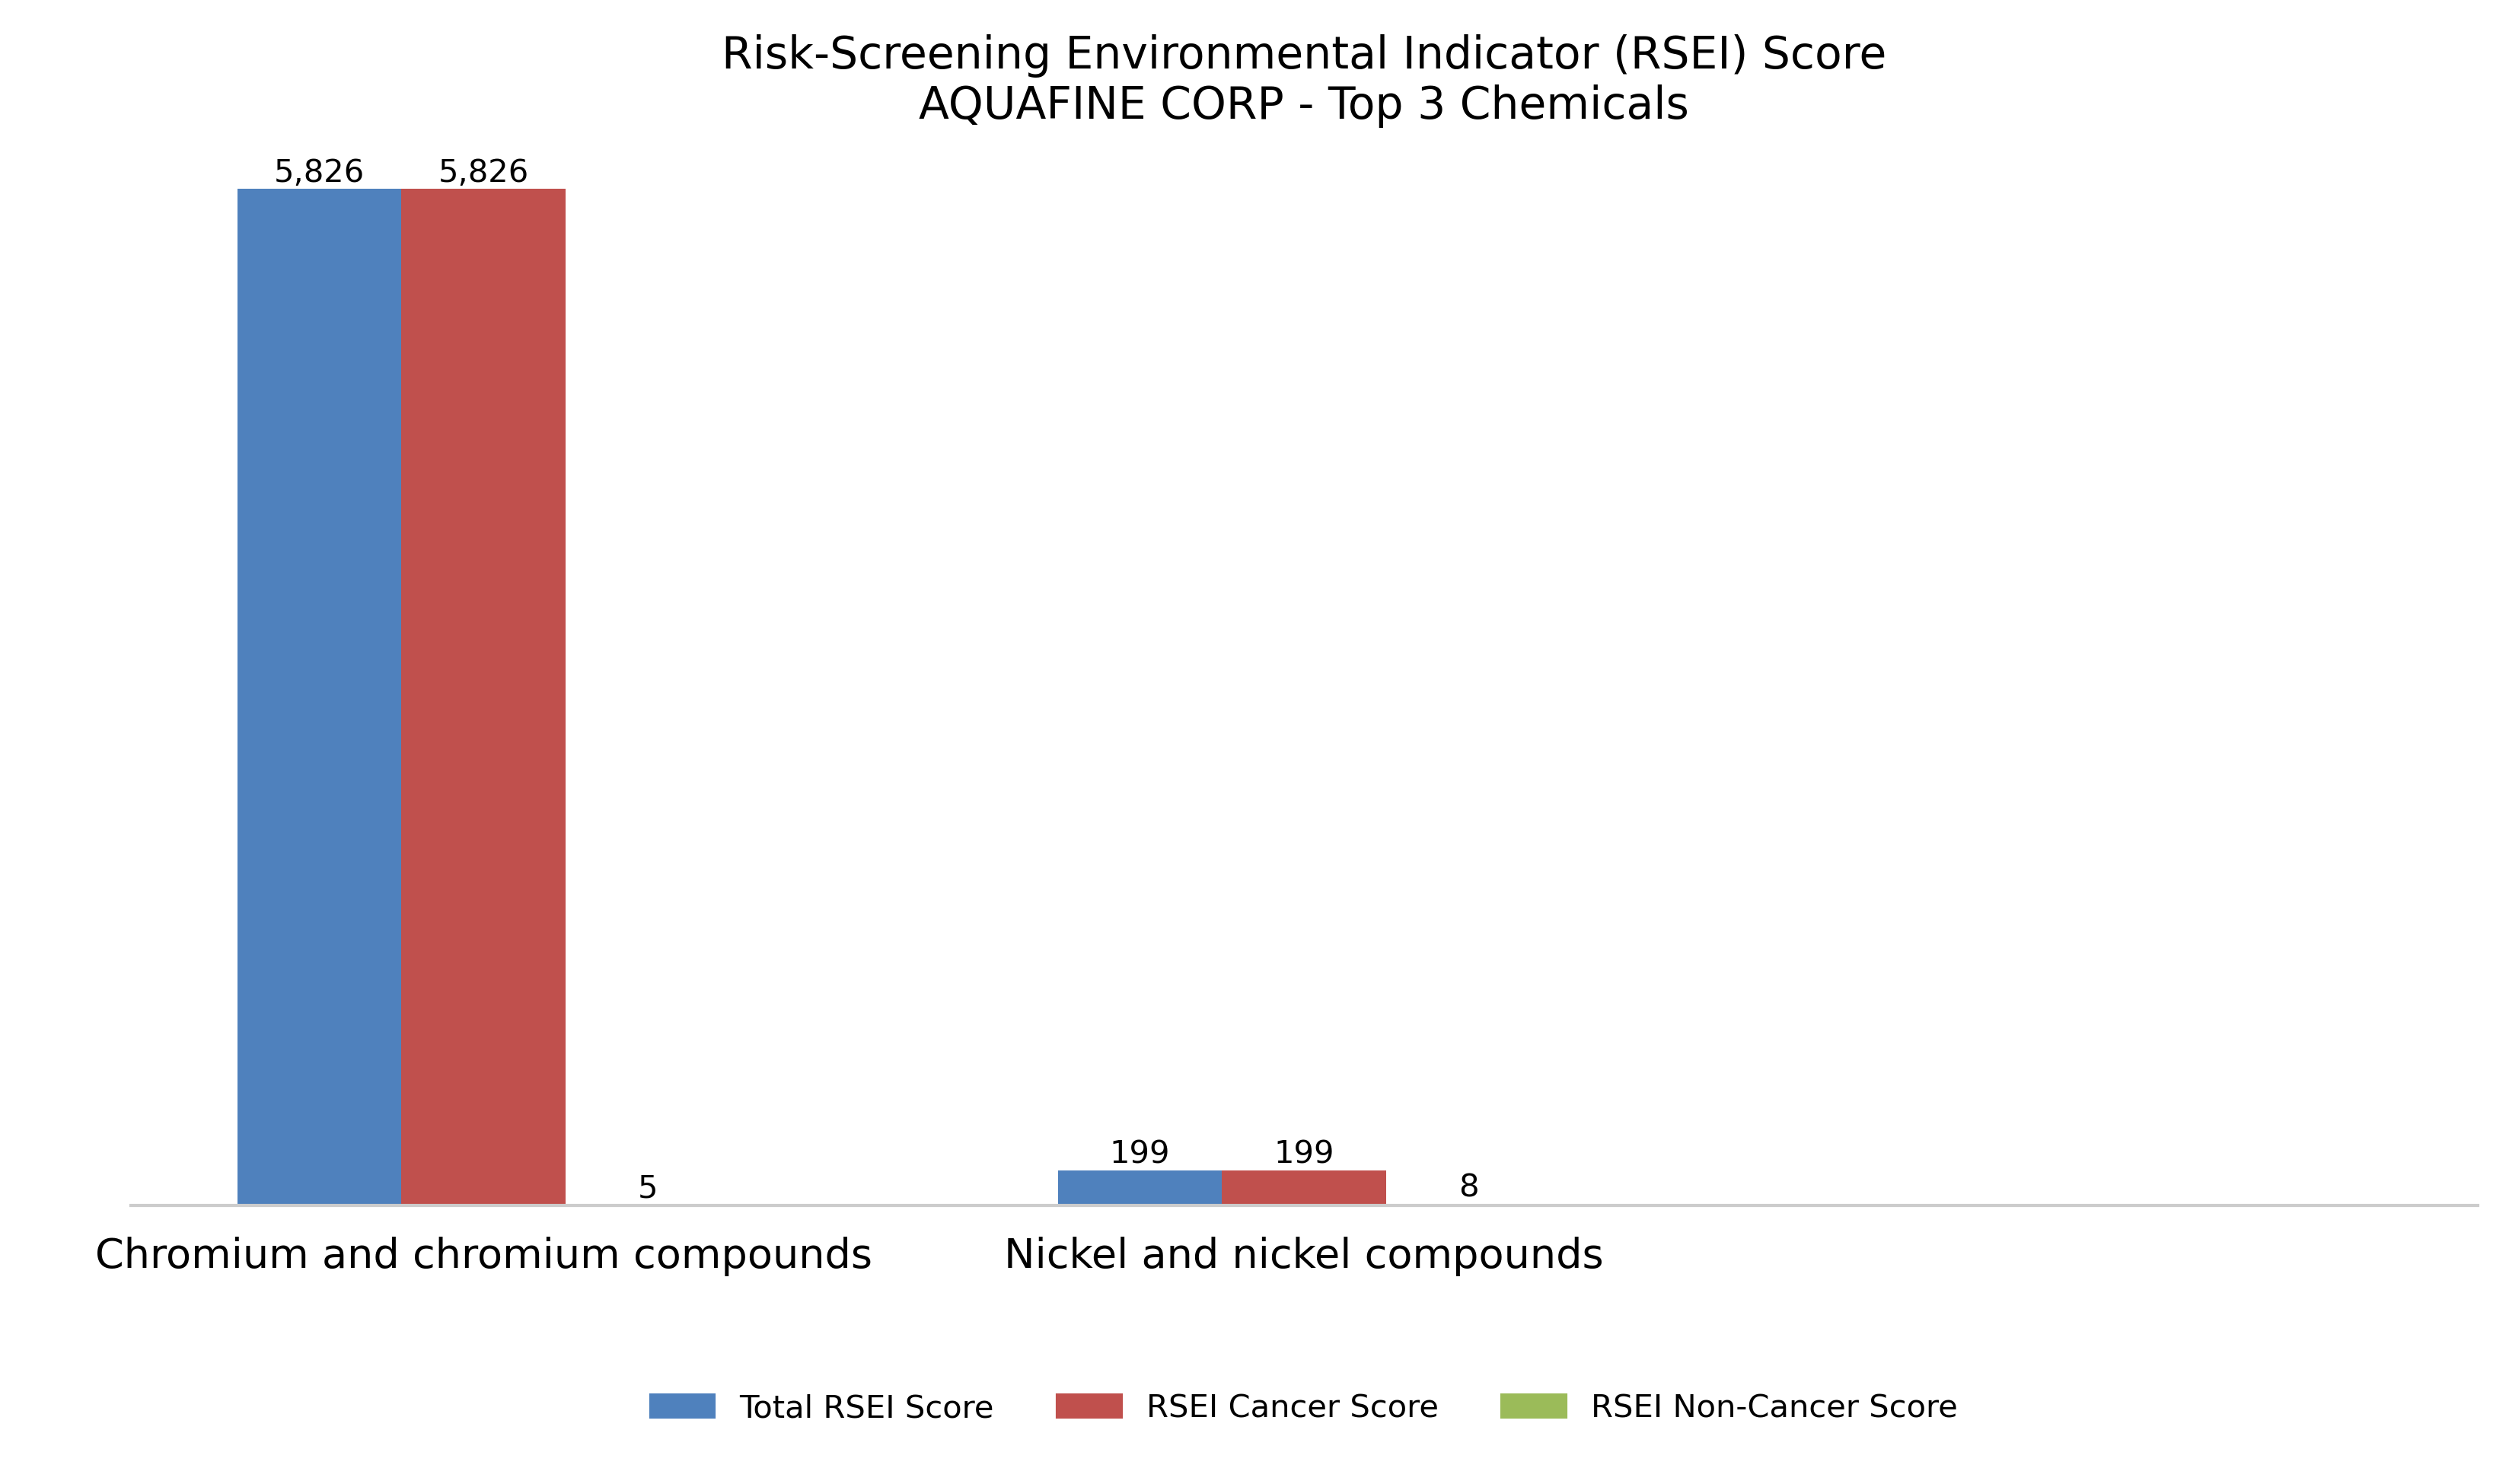 Risk-Screening Environmental Indicator (RSEI) Score
AQUAFINE CORP - Top 3 Chemicals
5,826
5,826
5
199
199
8
Chromium and chromium compounds
Nickel and nickel compounds
Total RSEI Score
RSEI Cancer Score
RSEI Non-Cancer Score